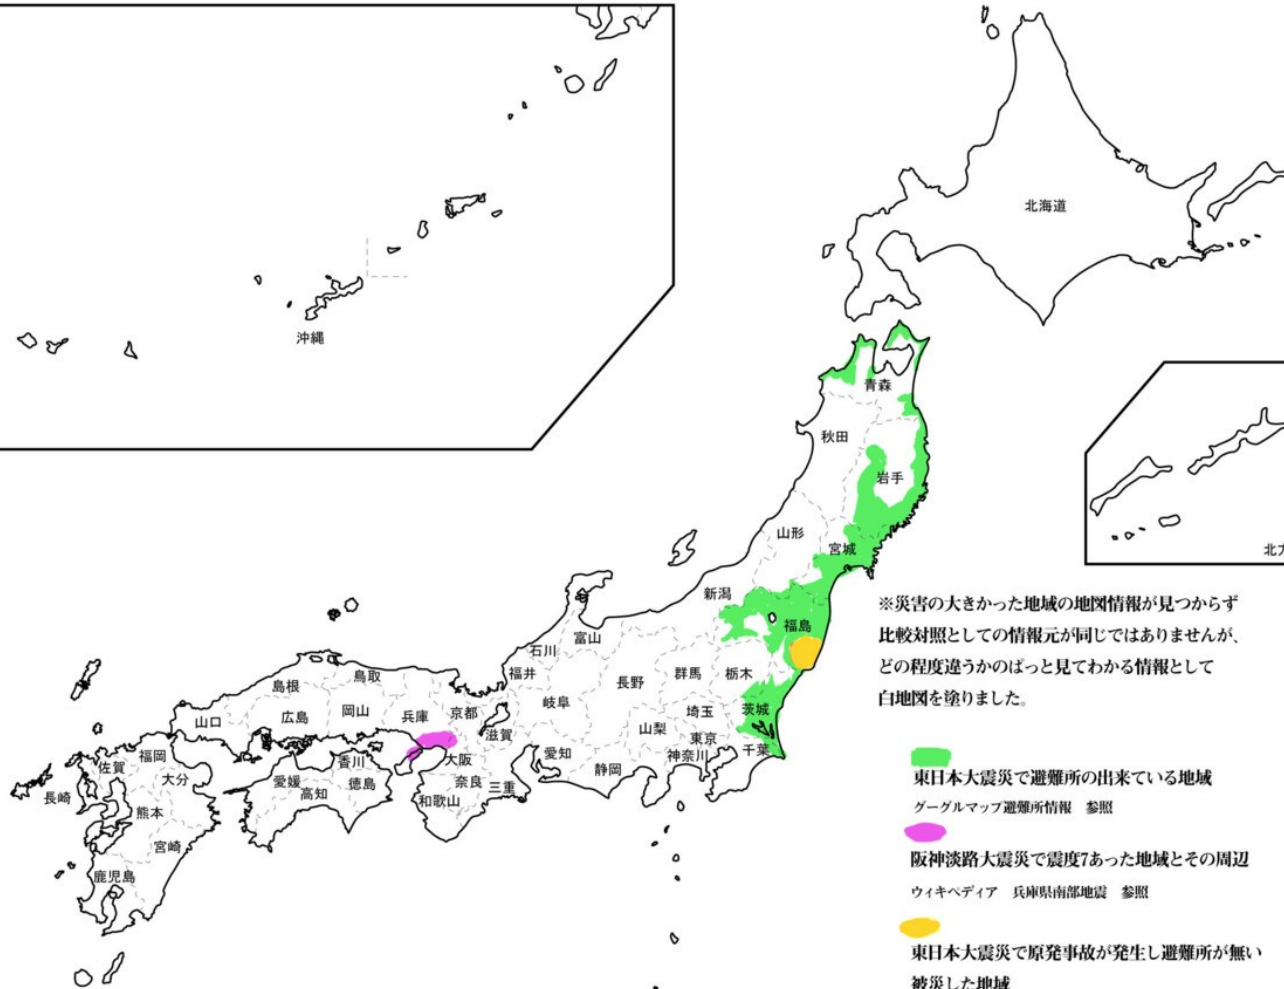 北海道
沖縄
青森
秋田
岩手
山形
宮城
北方
新潟
福島
富山
石川
福井
群馬
栃木
長野
岐阜
茨城
埼玉
山梨
東京
千葉
神奈川
静岡
愛知
滋賀
京都
三重
奈良
大阪
和歌山
兵庫
鳥取
島根
岡山
広島
山口
香川
徳島
愛媛
高知
福岡
佐賀
大分
長崎
熊本
宮崎
鹿児島
※災害の大きかった地域の地図情報が見つからず
比較対照としての情報元が同じではありませんが、
どの程度違うかのぱっと見てわかる情報として
白地図を塗りました。
東日本大震災で避難所の出来ている地域
グーグルマップ避難所情報 参照
阪神淡路大震災で震度7あった地域とその周辺
ウィキペディア 兵庫県南部地震 参照
東日本大震災で原発事故が発生し避難所が無い
被災した地域